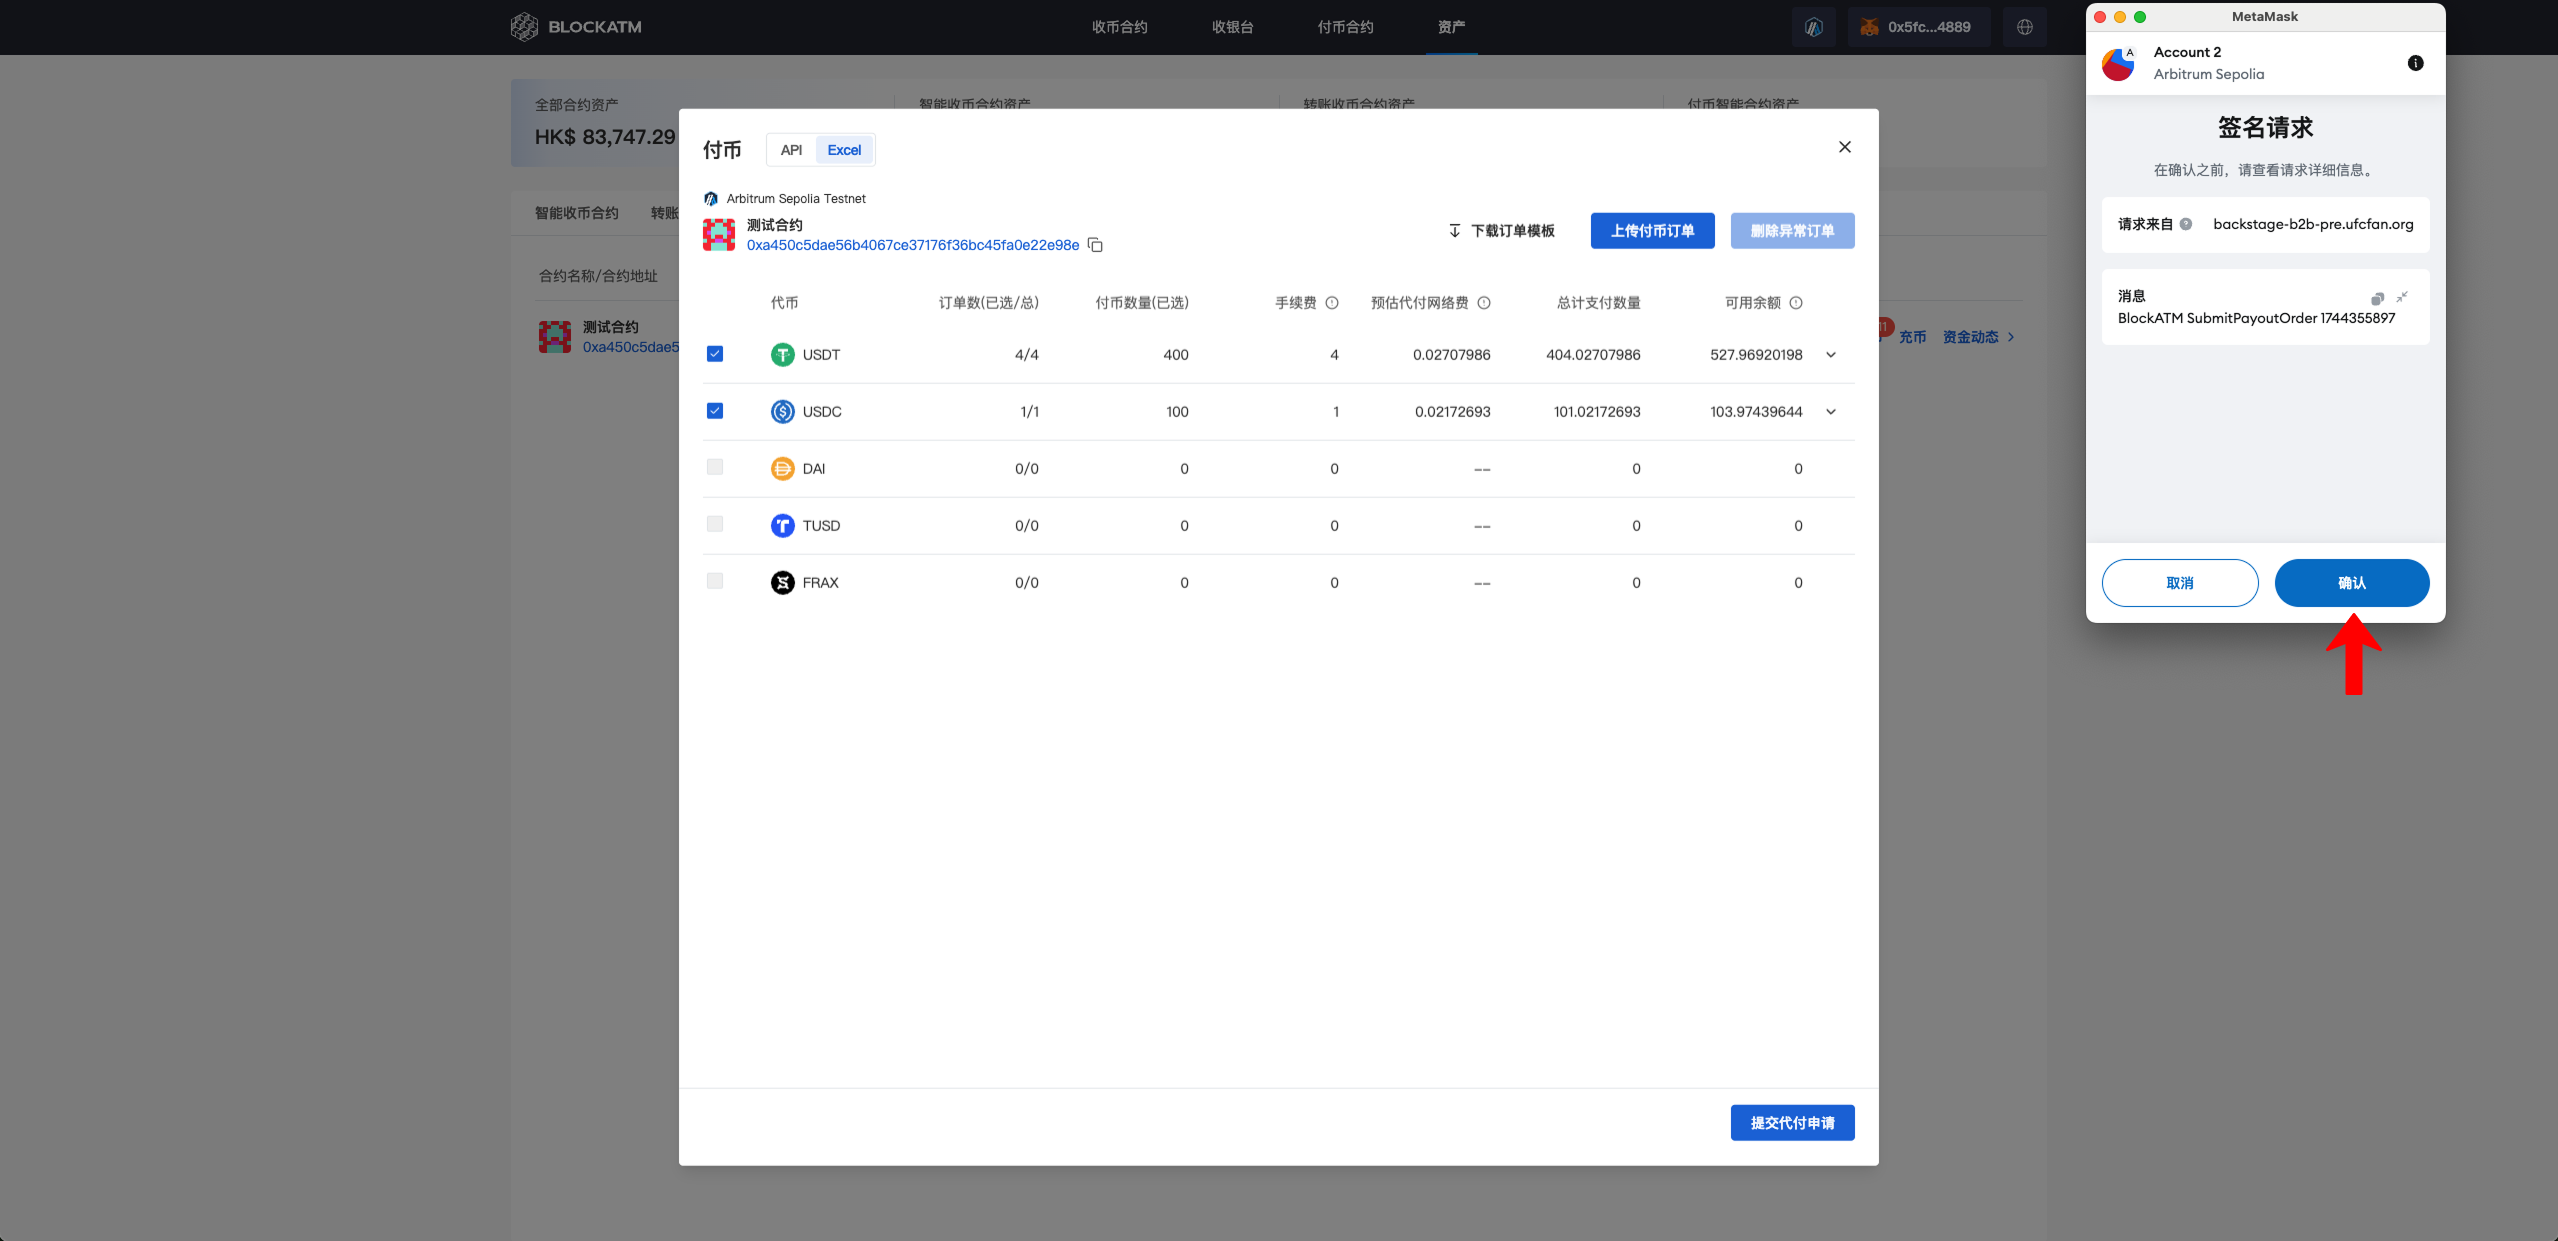 BLOCKATM
收币合约
收银台
付币合约
资产
0x5fc...4889
全部合约资产
智能收币合约资产
转账收币合约资产
付币智能合约资产
HK$ 83,747.29
智能收币合约
转账
合约名称/合约地址
测试合约
0xa450c5dae5
11
充币
资金动态
付币
API
Excel
Arbitrum Sepolia Testnet
测试合约
0xa450c5dae56b4067ce37176f36bc45fa0e22e98e
下载订单模板
上传付币订单
删除异常订单
代币 订单数(已选/总) 付币数量(已选) 手续费 预估代付网络费 总计支付数量 可用余额
USDT 4/4 400 4 0.02707986 404.02707986 527.96920198
USDC 1/1 100 1 0.02172693 101.02172693 103.97439644
DAI 0/0 0 0 -- 0 0
TUSD 0/0 0 0 -- 0 0
FRAX 0/0 0 0 -- 0 0
提交代付申请
MetaMask
A
Account 2
Arbitrum Sepolia
签名请求
在确认之前，请查看请求详细信息。
请求来自 backstage-b2b-pre.ufcfan.org
消息
BlockATM SubmitPayoutOrder 1744355897
取消
确认